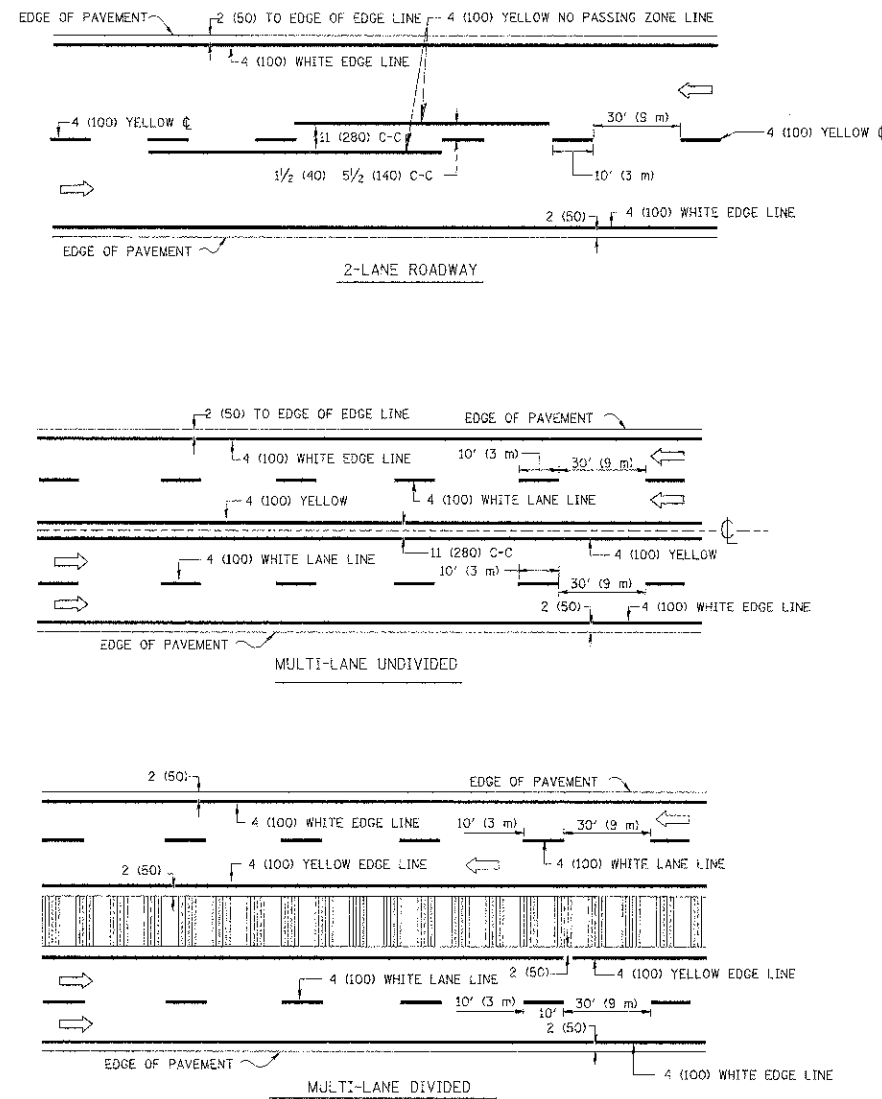 EDGE OF PAVEMENT
2 (50) TO EDGE OF EDGE LINE
4 (100) YELLOW NO PASSING ZONE LINE
4 (100) WHITE EDGE LINE
4 (100) YELLOW ℄
11 (280) C-C
30' (9 m)
4 (100) YELLOW ℄
1½ (40) 5½ (140) C-C
10' (3 m)
2 (50)
4 (100) WHITE EDGE LINE
EDGE OF PAVEMENT
2-LANE ROADWAY
2 (50) TO EDGE OF EDGE LINE
EDGE OF PAVEMENT
4 (100) WHITE EDGE LINE
10' (3 m)
30' (9 m)
4 (100) YELLOW
4 (100) WHITE LANE LINE
℄
4 (100) WHITE LANE LINE
11 (280) C-C
4 (100) YELLOW
10' (3 m)
30' (9 m)
2 (50)
4 (100) WHITE EDGE LINE
EDGE OF PAVEMENT
MULTI-LANE UNDIVIDED
2 (50)
EDGE OF PAVEMENT
4 (100) WHITE EDGE LINE
10' (3 m)
30' (9 m)
2 (50)
4 (100) YELLOW EDGE LINE
4 (100) WHITE LANE LINE
4 (100) WHITE LANE LINE
2 (50)
4 (100) YELLOW EDGE LINE
10' (3 m)
30' (9 m)
10'
2 (50)
EDGE OF PAVEMENT
4 (100) WHITE EDGE LINE
MULTI-LANE DIVIDED